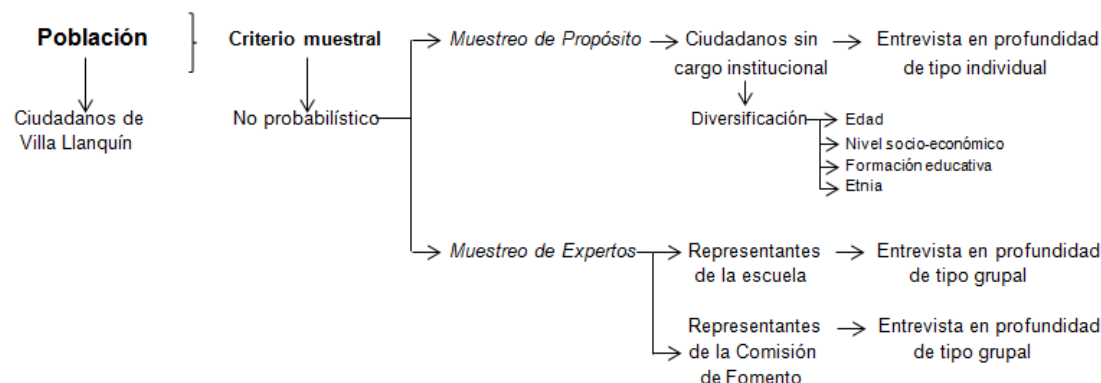 Población
Ciudadanos de
Villa Llanquín
Criterio muestral
No probabilístico
Muestreo de Propósito
Ciudadanos sin
cargo institucional
Entrevista en profundidad
de tipo individual
Diversificación
Edad
Nivel socio-económico
Formación educativa
Etnia
Muestreo de Expertos
Representantes
de la escuela
Entrevista en profundidad
de tipo grupal
Representantes
de la Comisión
de Fomento
Entrevista en profundidad
de tipo grupal